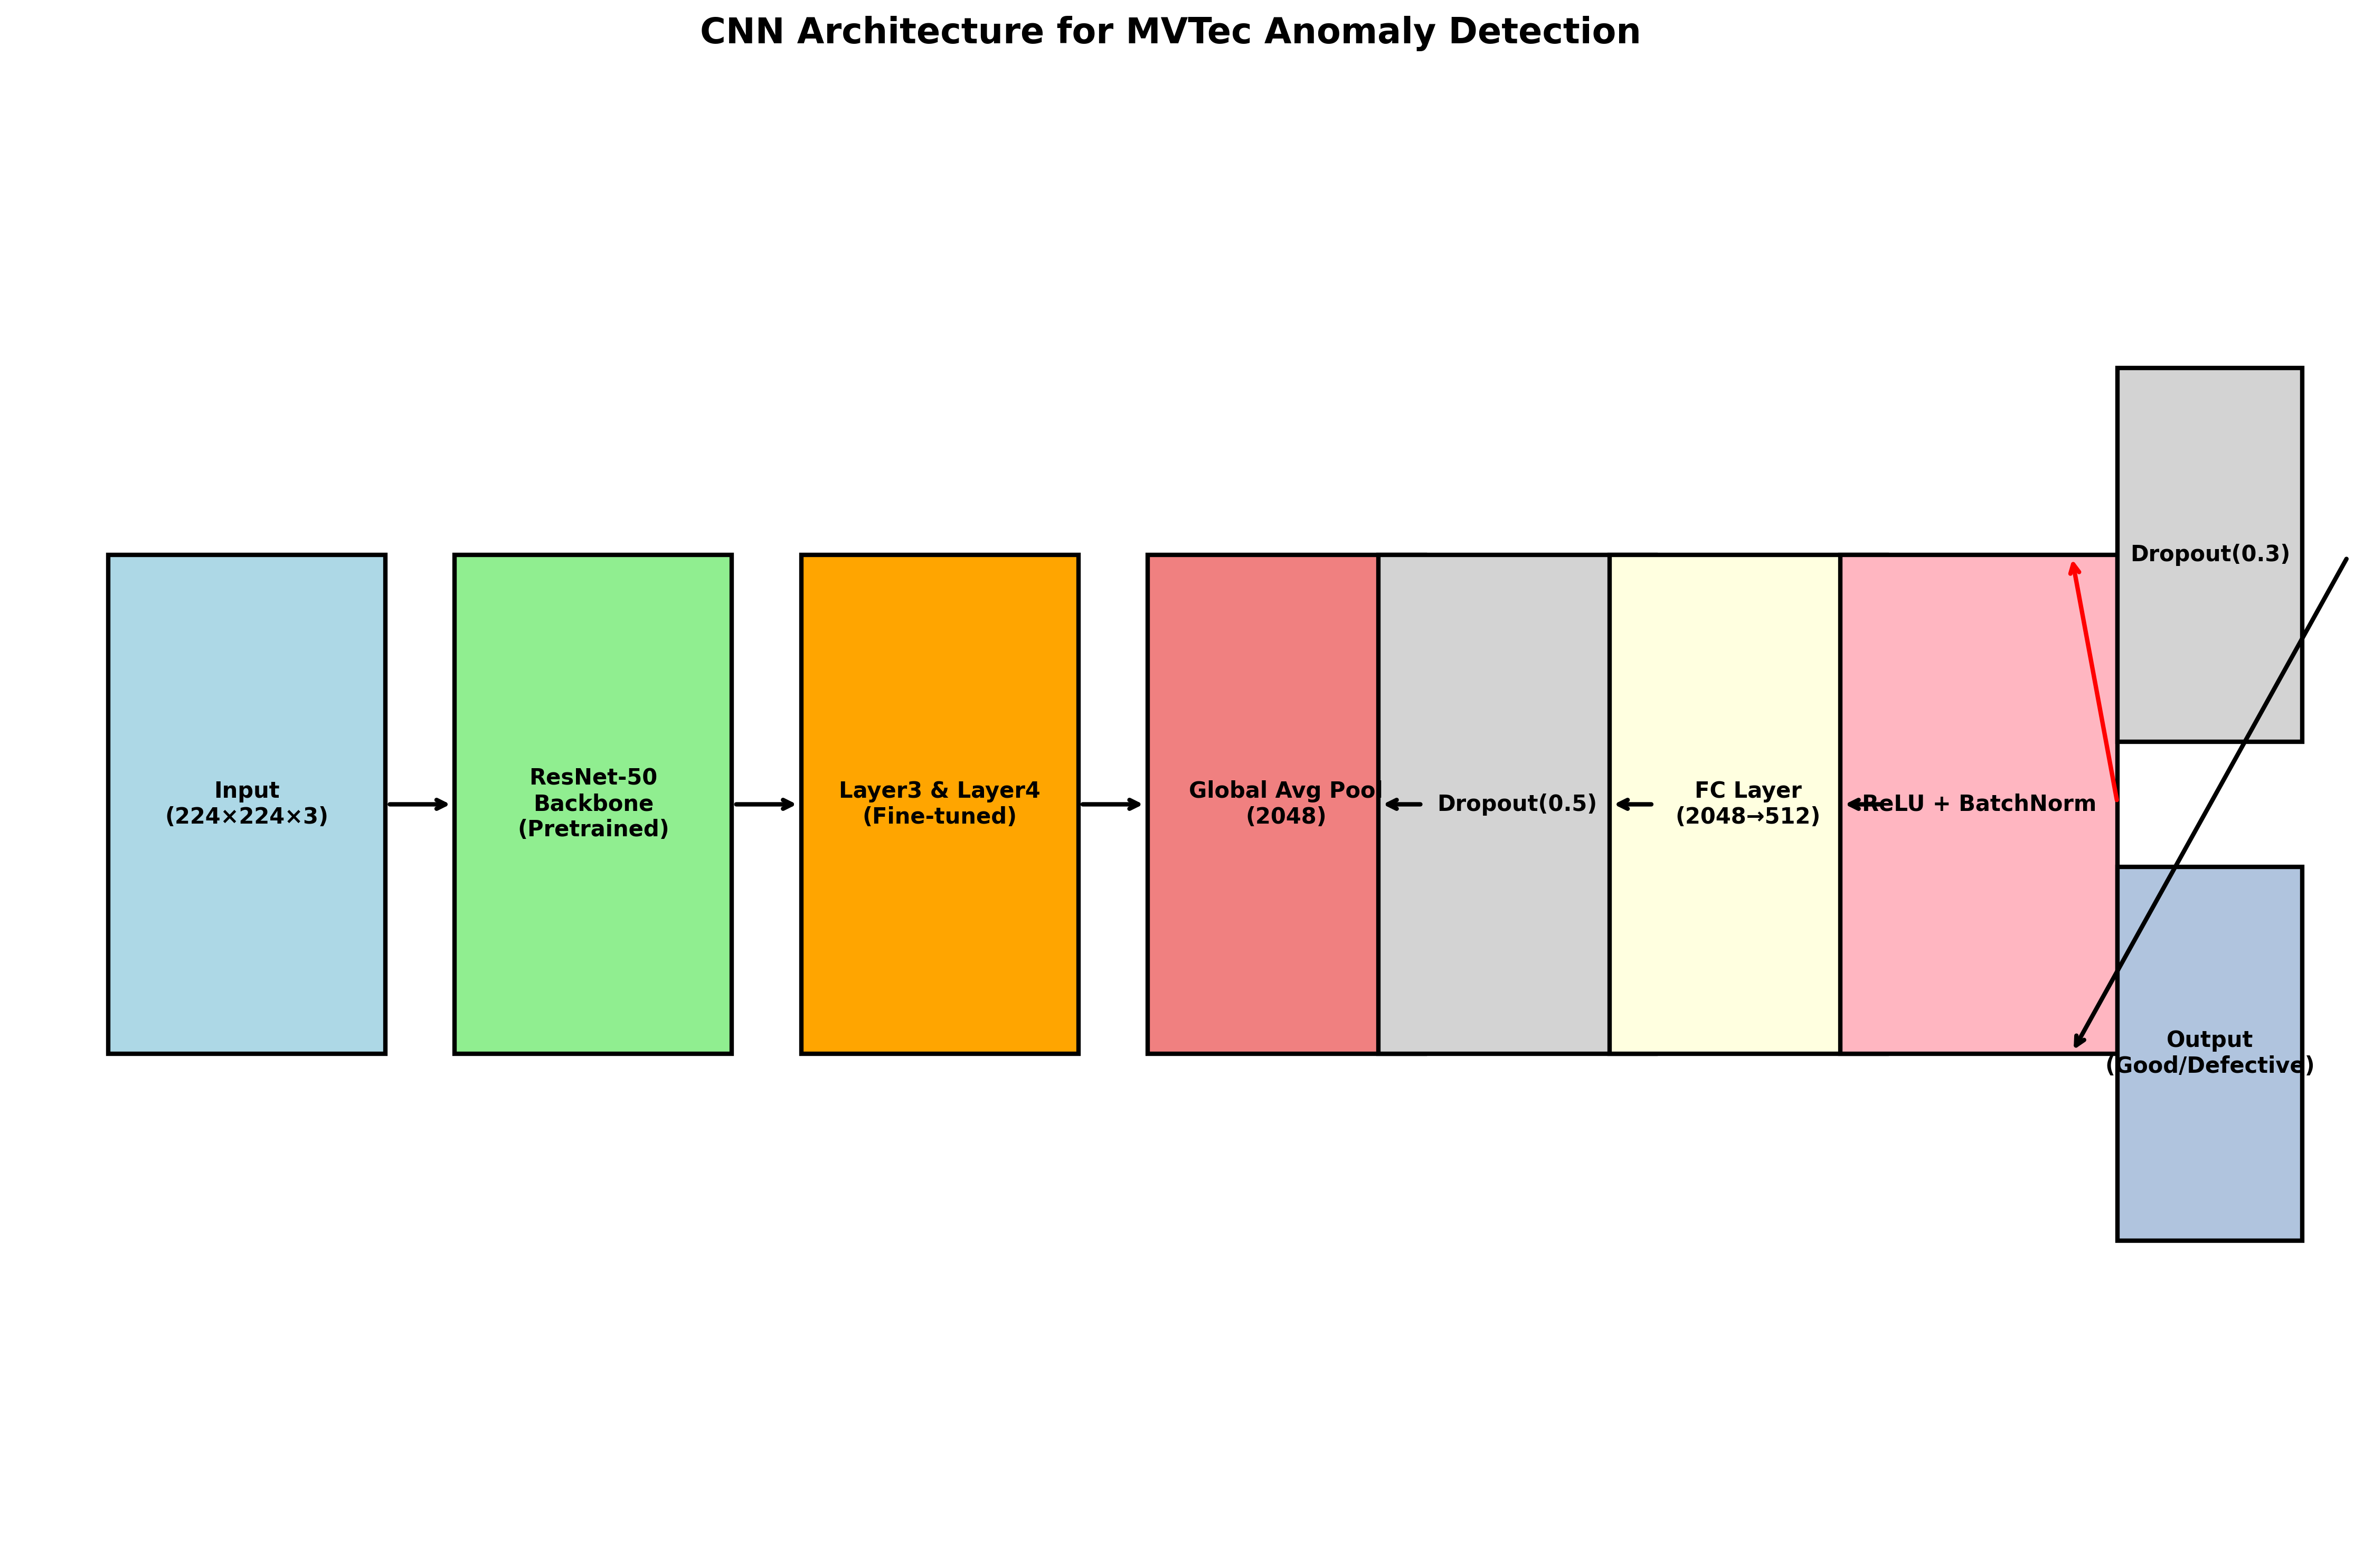 CNN Architecture for MVTec Anomaly Detection
Input
(224×224×3)
ResNet-50
Backbone
(Pretrained)
Layer3 & Layer4
(Fine-tuned)
Global Avg Pool
(2048)
Dropout(0.5)
FC Layer
(2048→512)
ReLU + BatchNorm
Dropout(0.3)
Output
(Good/Defective)